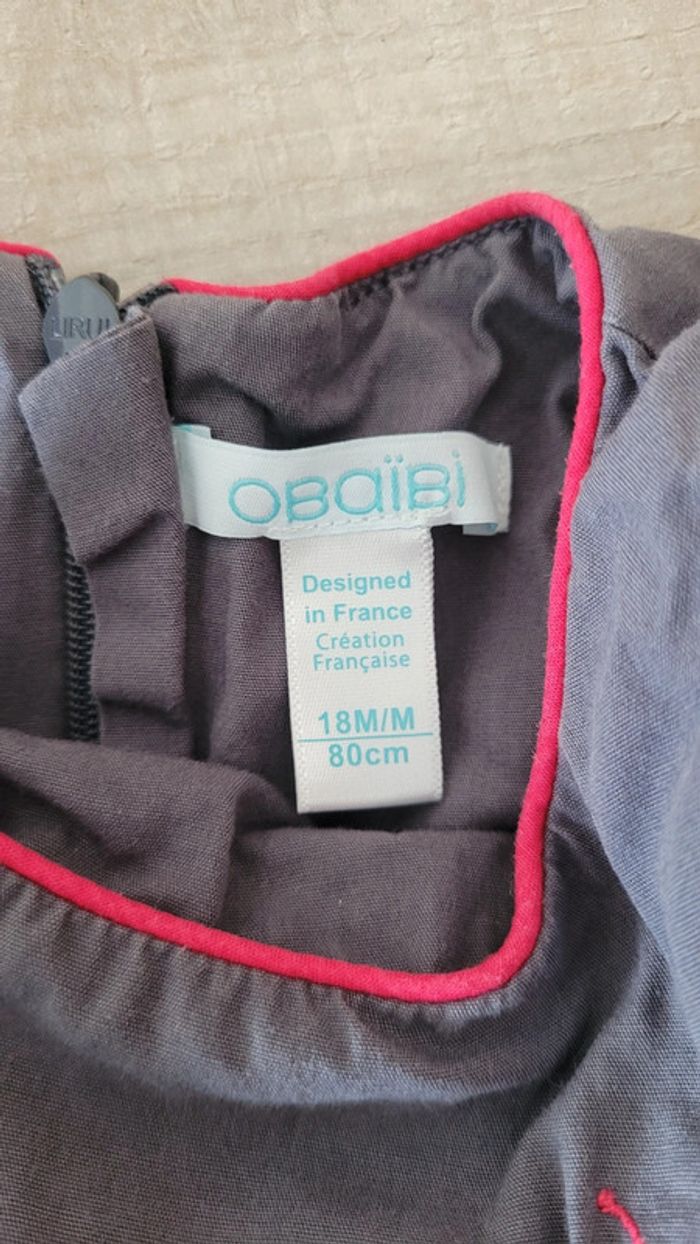 OBaïBi
Designed
in France
Création
Française
18M/M
80cm